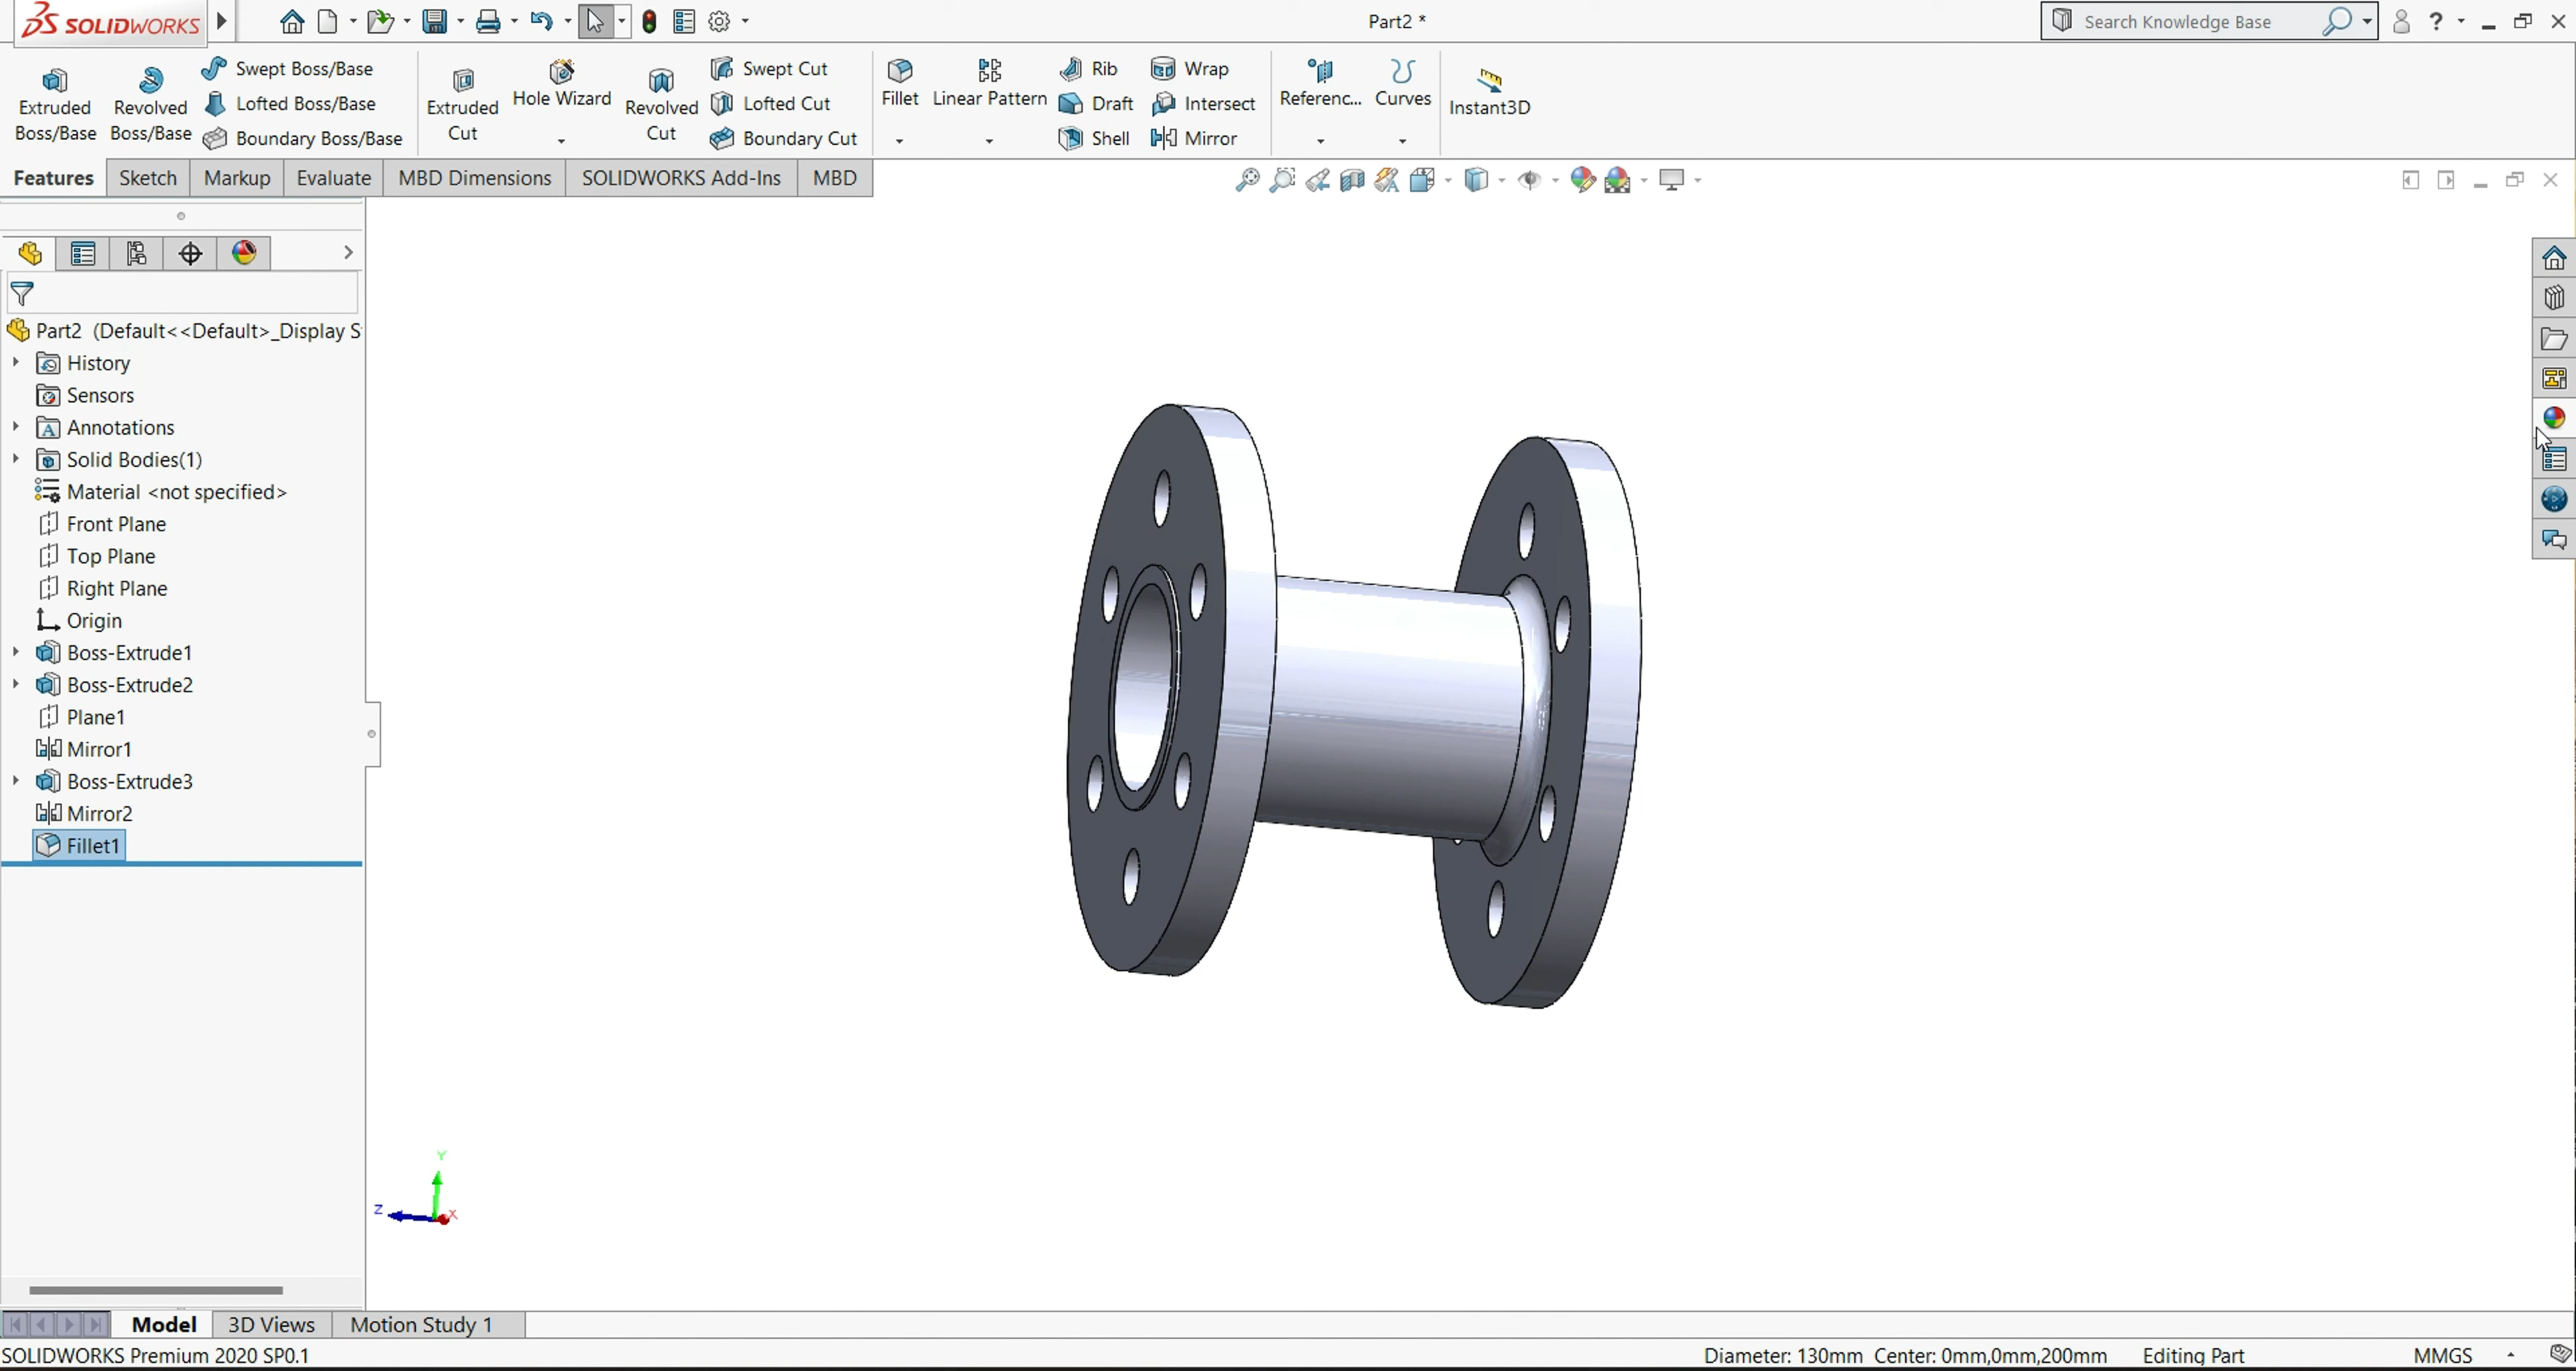 SOLIDWORKS
Part2 *
Search Knowledge Base
?
Extruded Boss/Base
Revolved Boss/Base
Swept Boss/Base
Lofted Boss/Base
Boundary Boss/Base
Extruded Cut
Hole Wizard
Revolved Cut
Swept Cut
Lofted Cut
Boundary Cut
Fillet
Linear Pattern
Rib
Draft
Shell
Wrap
Intersect
Mirror
Referenc...
Curves
Instant3D
Features
Sketch
Markup
Evaluate
MBD Dimensions
SOLIDWORKS Add-Ins
MBD
Part2 (Default<<Default>_Display S
History
Sensors
Annotations
Solid Bodies(1)
Material <not specified>
Front Plane
Top Plane
Right Plane
Origin
Boss-Extrude1
Boss-Extrude2
Plane1
Mirror1
Boss-Extrude3
Mirror2
Fillet1
Y
Z
X
Model
3D Views
Motion Study 1
SOLIDWORKS Premium 2020 SP0.1
Diameter: 130mm Center: 0mm,0mm,200mm
Editing Part
MMGS